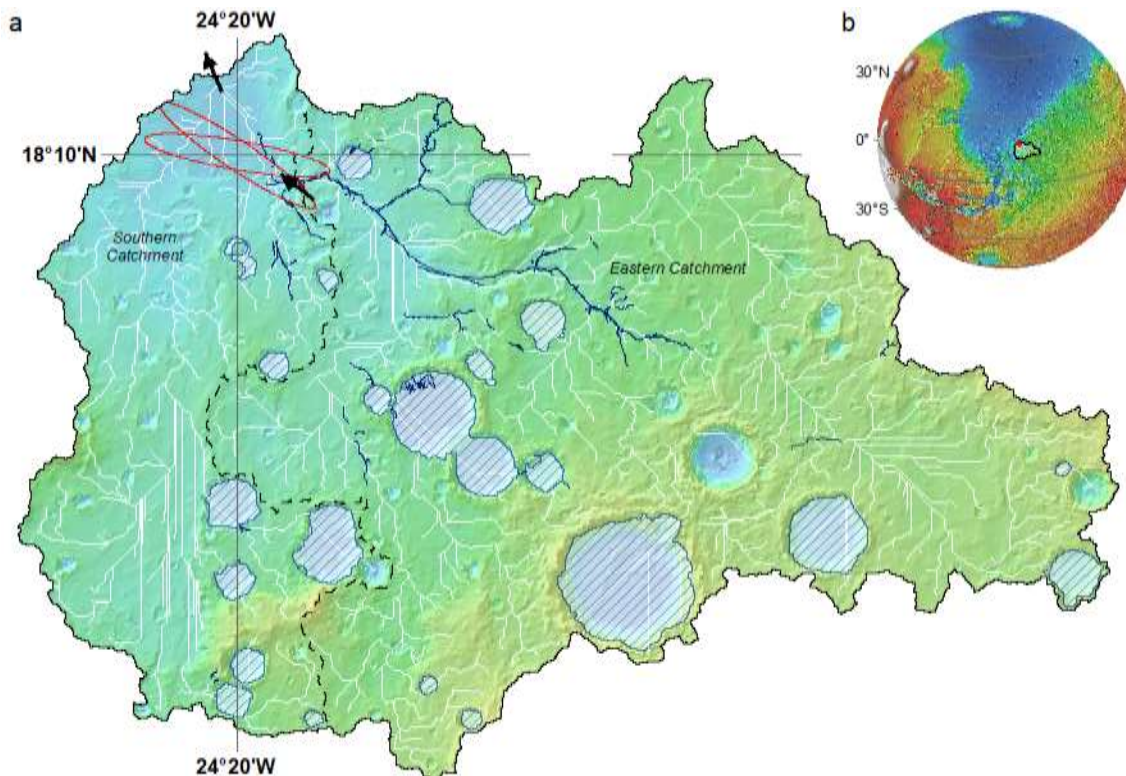 a
24°20'W
b
30°N
0°
30°S
18°10'N
Southern
Catchment
Eastern Catchment
24°20'W